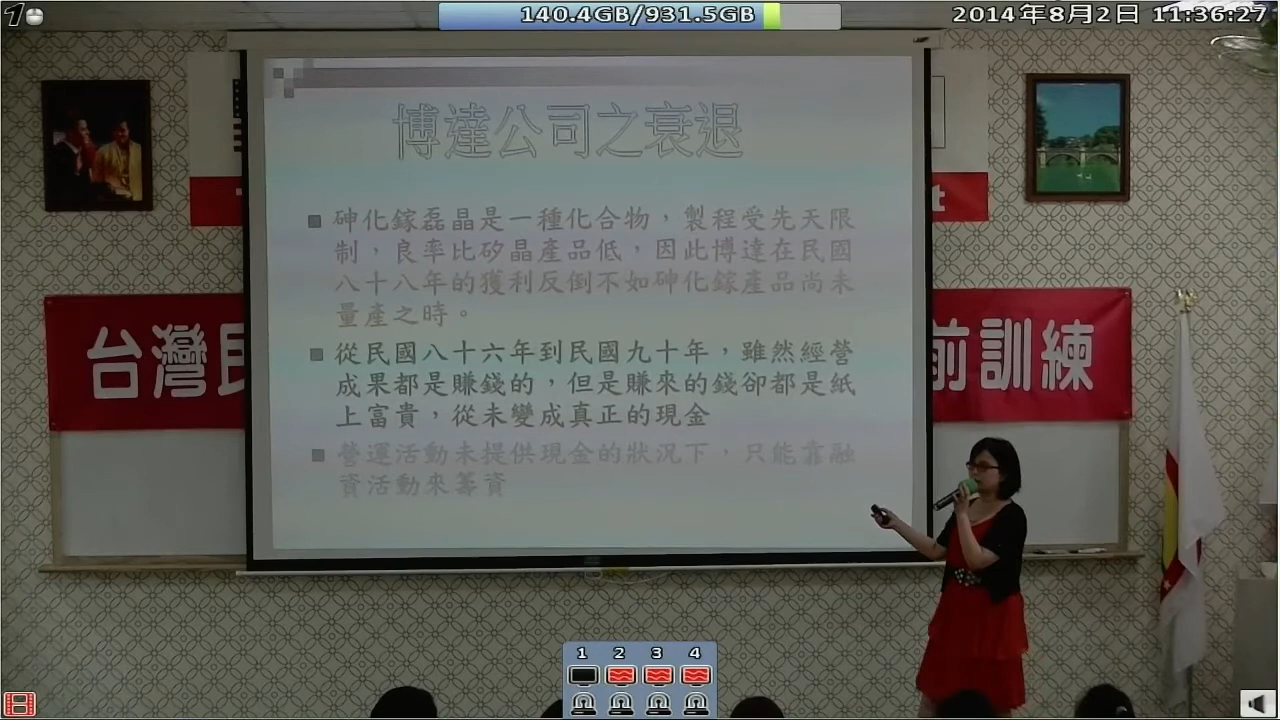 1
140.4GB/931.5GB
2014年8月2日 11:36:27
博達公司之衰退
砷化鎵磊晶是一種化合物，製程受先天限
制，良率比矽晶產品低，因此博達在民國
八十八年的獲利反倒不如砷化鎵產品尚未
量產之時。
從民國八十六年到民國九十年，雖然經營
成果都是賺錢的，但是賺來的錢卻都是紙
上富貴，從未變成真正的現金
營運活動未提供現金的狀況下，只能靠融
資活動來籌資
t
台灣民
前訓練
1 2 3 4